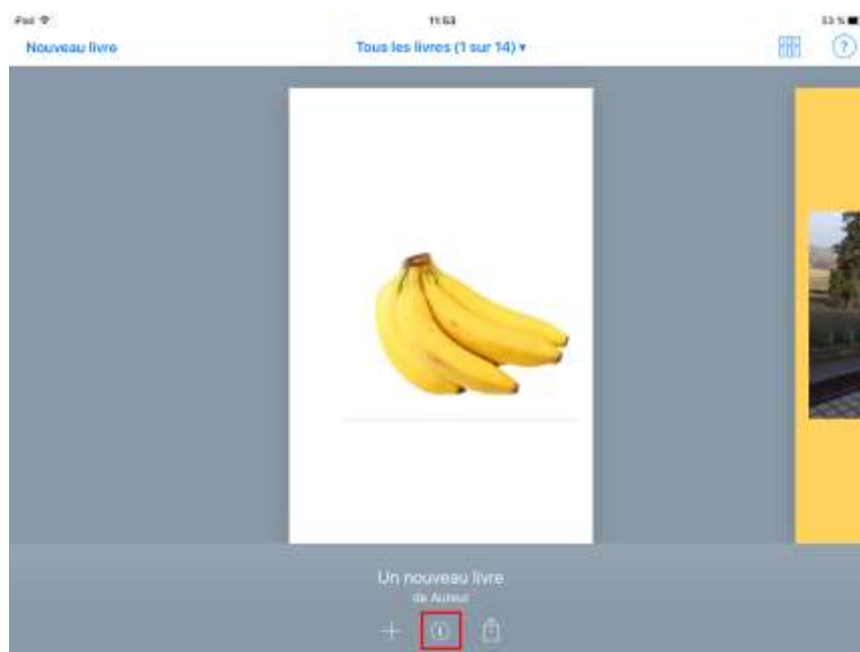 iPad
11:53
53 %
Nouveau livre
Tous les livres (1 sur 14) ▾
?
Un nouveau livre
de Auteur